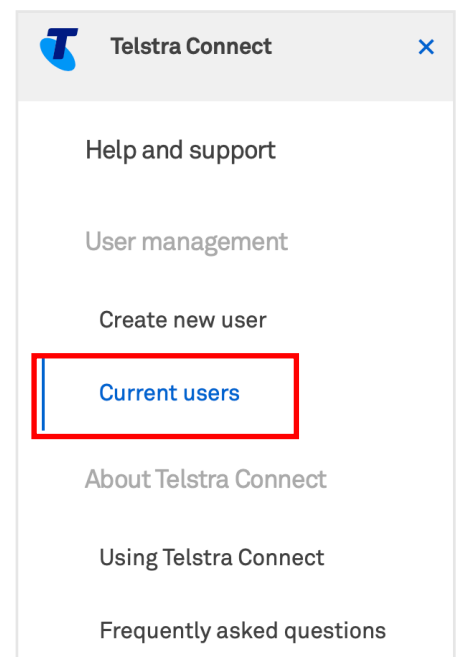 Telstra Connect
Help and support
User management
Create new user
Current users
About Telstra Connect
Using Telstra Connect
Frequently asked questions